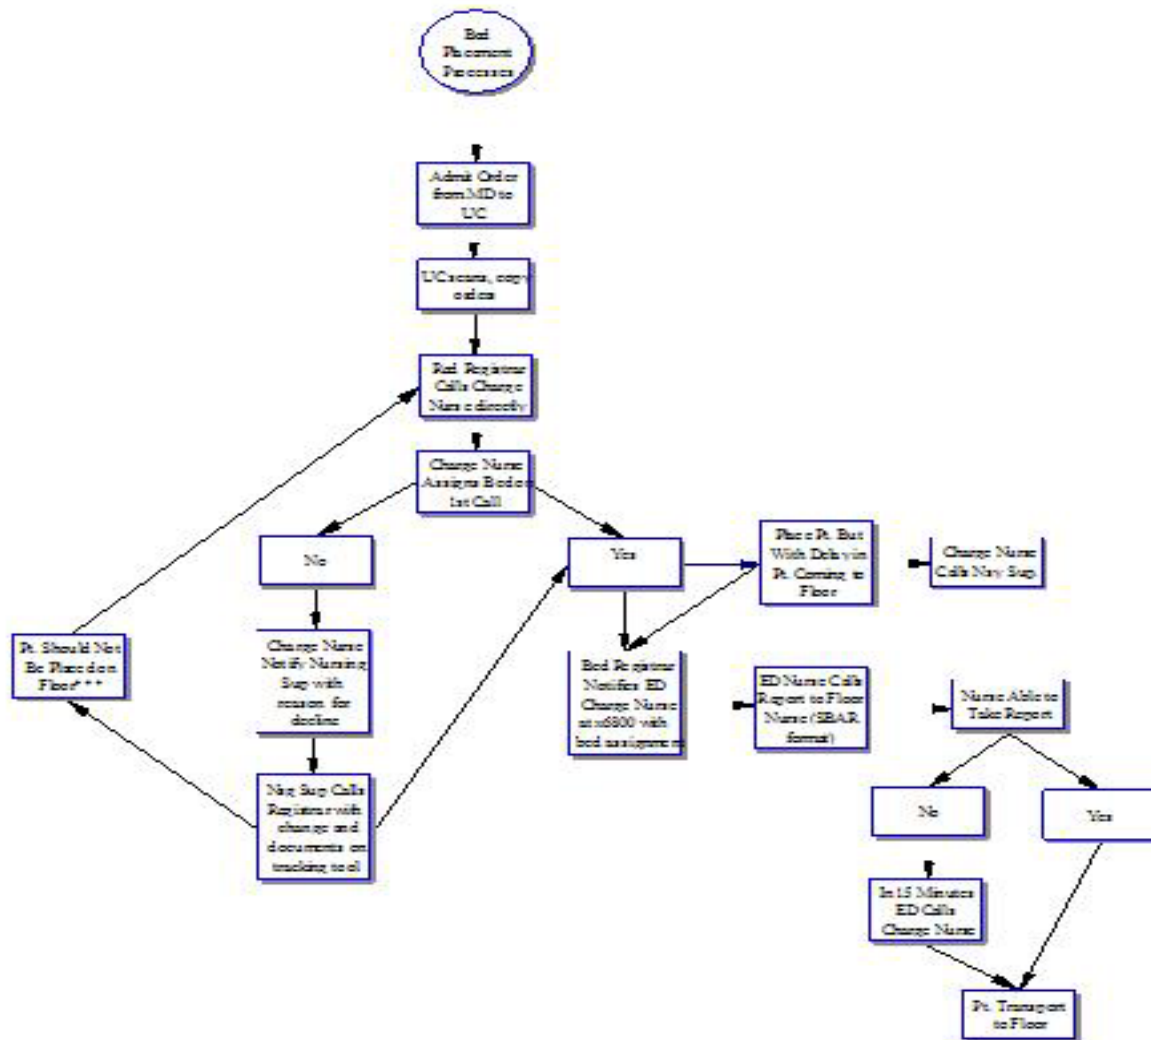 Bed
Placement
Processes
Admit Order
from MD to
UC
UC scans, copy
orders
Bed Registrar
Calls Charge
Nurse directly
Charge Nurse
Assigns Bed on
1st Call
No
Yes
Place Pt. But
With Delay in
Pt. Coming to
Floor
Charge Nurse
Calls Nsy Sup.
Pt. Should Not
Be Placed on
Floor***
Charge Nurse
Notify Nursing
Sup with
reason for
decline
Bed Registrar
Notifies ED
Charge Nurse
at x6800 with
bed assignment
ED Nurse Calls
Report to Floor
Nurse (SBAR
format)
Nurse Able to
Take Report
Nsg Sup Calls
Registrar with
change and
documents on
tracking tool
No
Yes
In 15 Minutes
ED Calls
Charge Nurse
Pt. Transport
to Floor